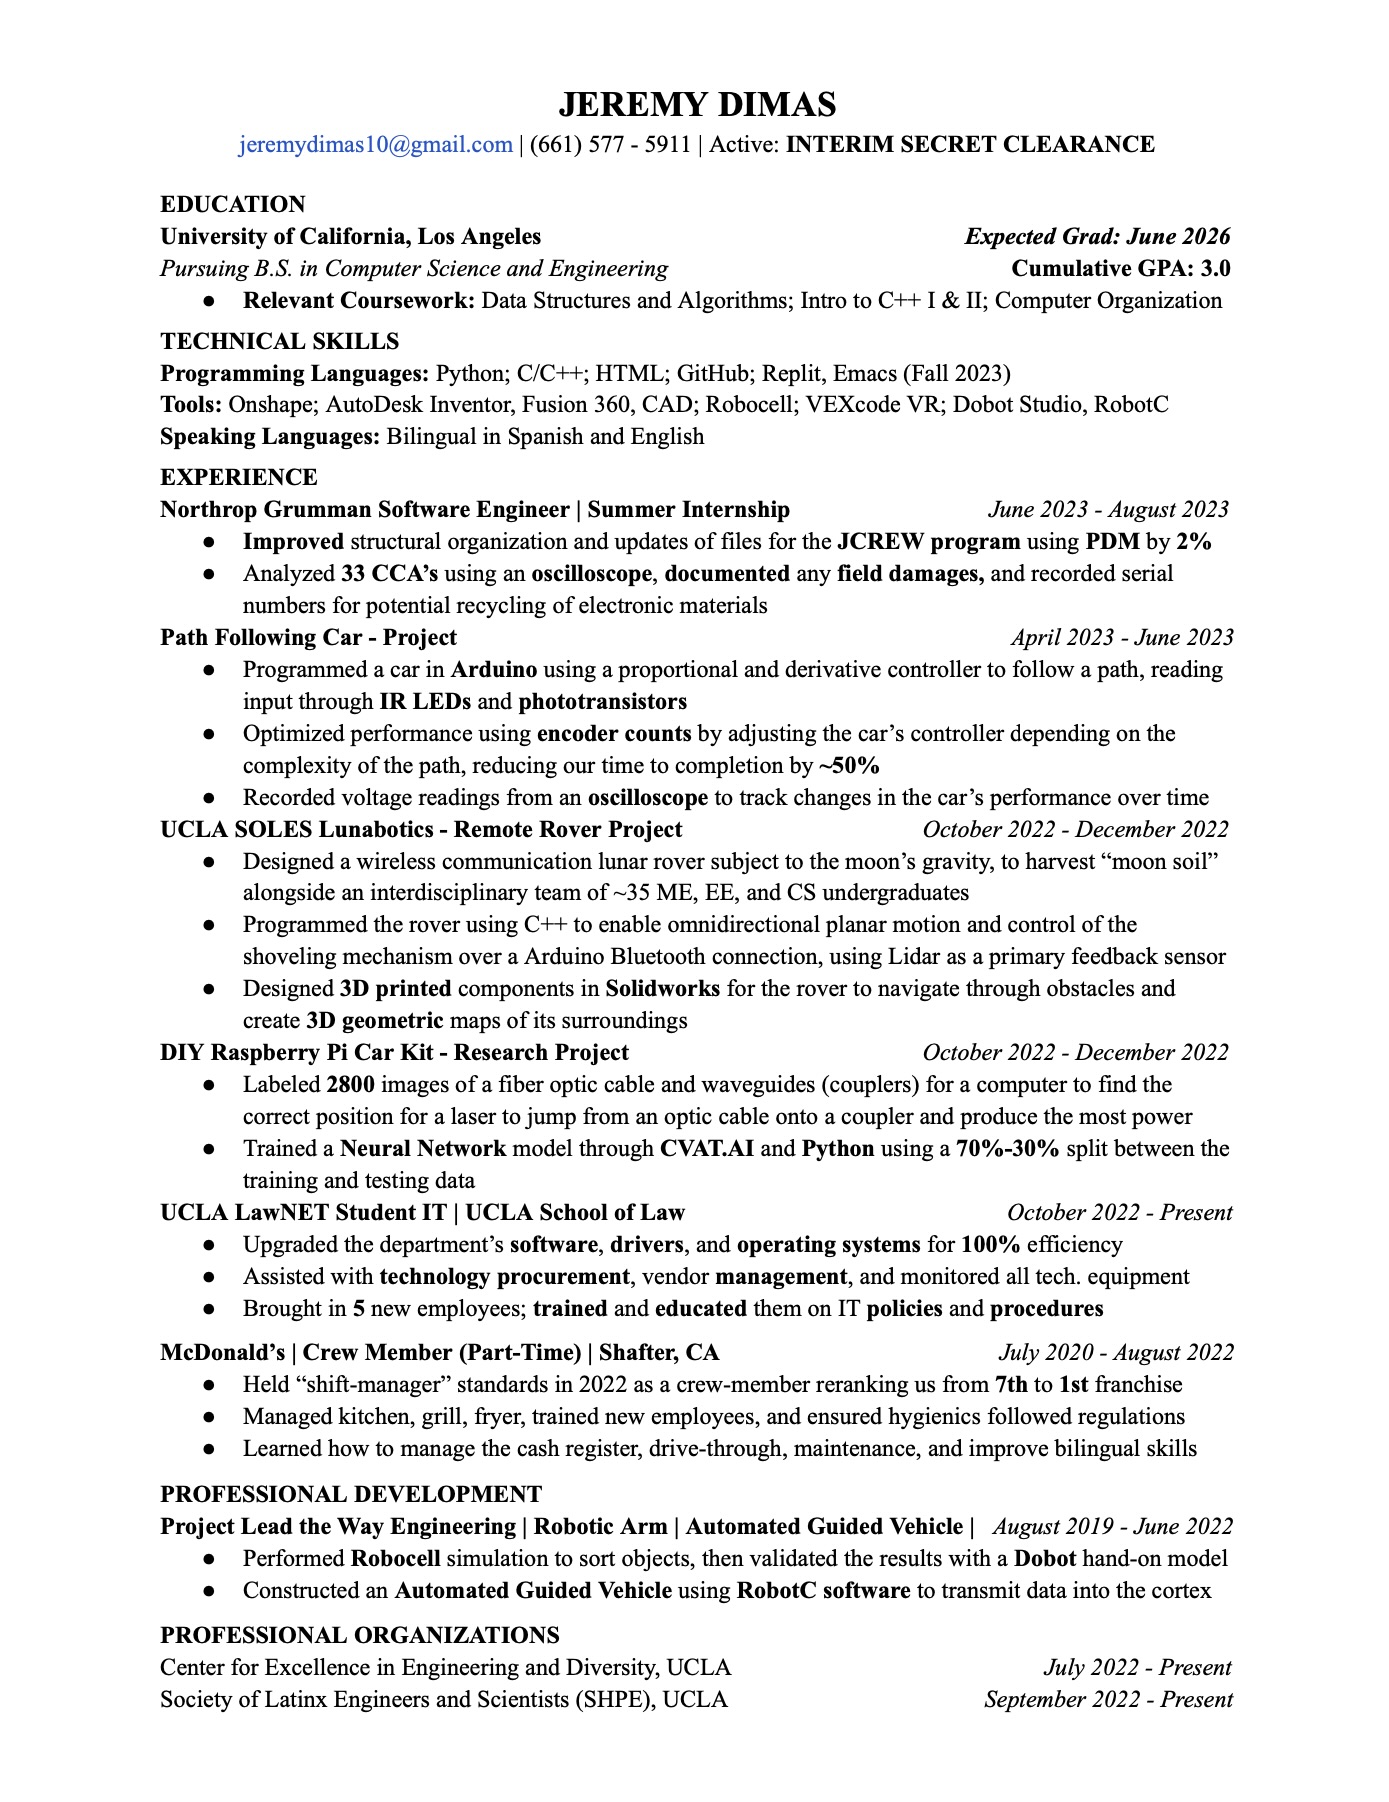 JEREMY DIMAS
jeremydimas10@gmail.com | (661) 577 - 5911 | Active: INTERIM SECRET CLEARANCE
EDUCATION
University of California, Los Angeles Expected Grad: June 2026
Pursuing B.S. in Computer Science and Engineering Cumulative GPA: 3.0
● Relevant Coursework: Data Structures and Algorithms; Intro to C++ I & II; Computer Organization
TECHNICAL SKILLS
Programming Languages: Python; C/C++; HTML; GitHub; Replit, Emacs (Fall 2023)
Tools: Onshape; AutoDesk Inventor, Fusion 360, CAD; Robocell; VEXcode VR; Dobot Studio, RobotC
Speaking Languages: Bilingual in Spanish and English
EXPERIENCE
Northrop Grumman Software Engineer | Summer Internship June 2023 - August 2023
● Improved structural organization and updates of files for the JCREW program using PDM by 2%
● Analyzed 33 CCA’s using an oscilloscope, documented any field damages, and recorded serial
numbers for potential recycling of electronic materials
Path Following Car - Project April 2023 - June 2023
● Programmed a car in Arduino using a proportional and derivative controller to follow a path, reading
input through IR LEDs and phototransistors
● Optimized performance using encoder counts by adjusting the car’s controller depending on the
complexity of the path, reducing our time to completion by ~50%
● Recorded voltage readings from an oscilloscope to track changes in the car’s performance over time
UCLA SOLES Lunabotics - Remote Rover Project October 2022 - December 2022
● Designed a wireless communication lunar rover subject to the moon’s gravity, to harvest “moon soil”
alongside an interdisciplinary team of ~35 ME, EE, and CS undergraduates
● Programmed the rover using C++ to enable omnidirectional planar motion and control of the
shoveling mechanism over a Arduino Bluetooth connection, using Lidar as a primary feedback sensor
● Designed 3D printed components in Solidworks for the rover to navigate through obstacles and
create 3D geometric maps of its surroundings
DIY Raspberry Pi Car Kit - Research Project October 2022 - December 2022
● Labeled 2800 images of a fiber optic cable and waveguides (couplers) for a computer to find the
correct position for a laser to jump from an optic cable onto a coupler and produce the most power
● Trained a Neural Network model through CVAT.AI and Python using a 70%-30% split between the
training and testing data
UCLA LawNET Student IT | UCLA School of Law October 2022 - Present
● Upgraded the department’s software, drivers, and operating systems for 100% efficiency
● Assisted with technology procurement, vendor management, and monitored all tech. equipment
● Brought in 5 new employees; trained and educated them on IT policies and procedures
McDonald’s | Crew Member (Part-Time) | Shafter, CA July 2020 - August 2022
● Held “shift-manager” standards in 2022 as a crew-member reranking us from 7th to 1st franchise
● Managed kitchen, grill, fryer, trained new employees, and ensured hygienics followed regulations
● Learned how to manage the cash register, drive-through, maintenance, and improve bilingual skills
PROFESSIONAL DEVELOPMENT
Project Lead the Way Engineering | Robotic Arm | Automated Guided Vehicle | August 2019 - June 2022
● Performed Robocell simulation to sort objects, then validated the results with a Dobot hand-on model
● Constructed an Automated Guided Vehicle using RobotC software to transmit data into the cortex
PROFESSIONAL ORGANIZATIONS
Center for Excellence in Engineering and Diversity, UCLA July 2022 - Present
Society of Latinx Engineers and Scientists (SHPE), UCLA September 2022 - Present